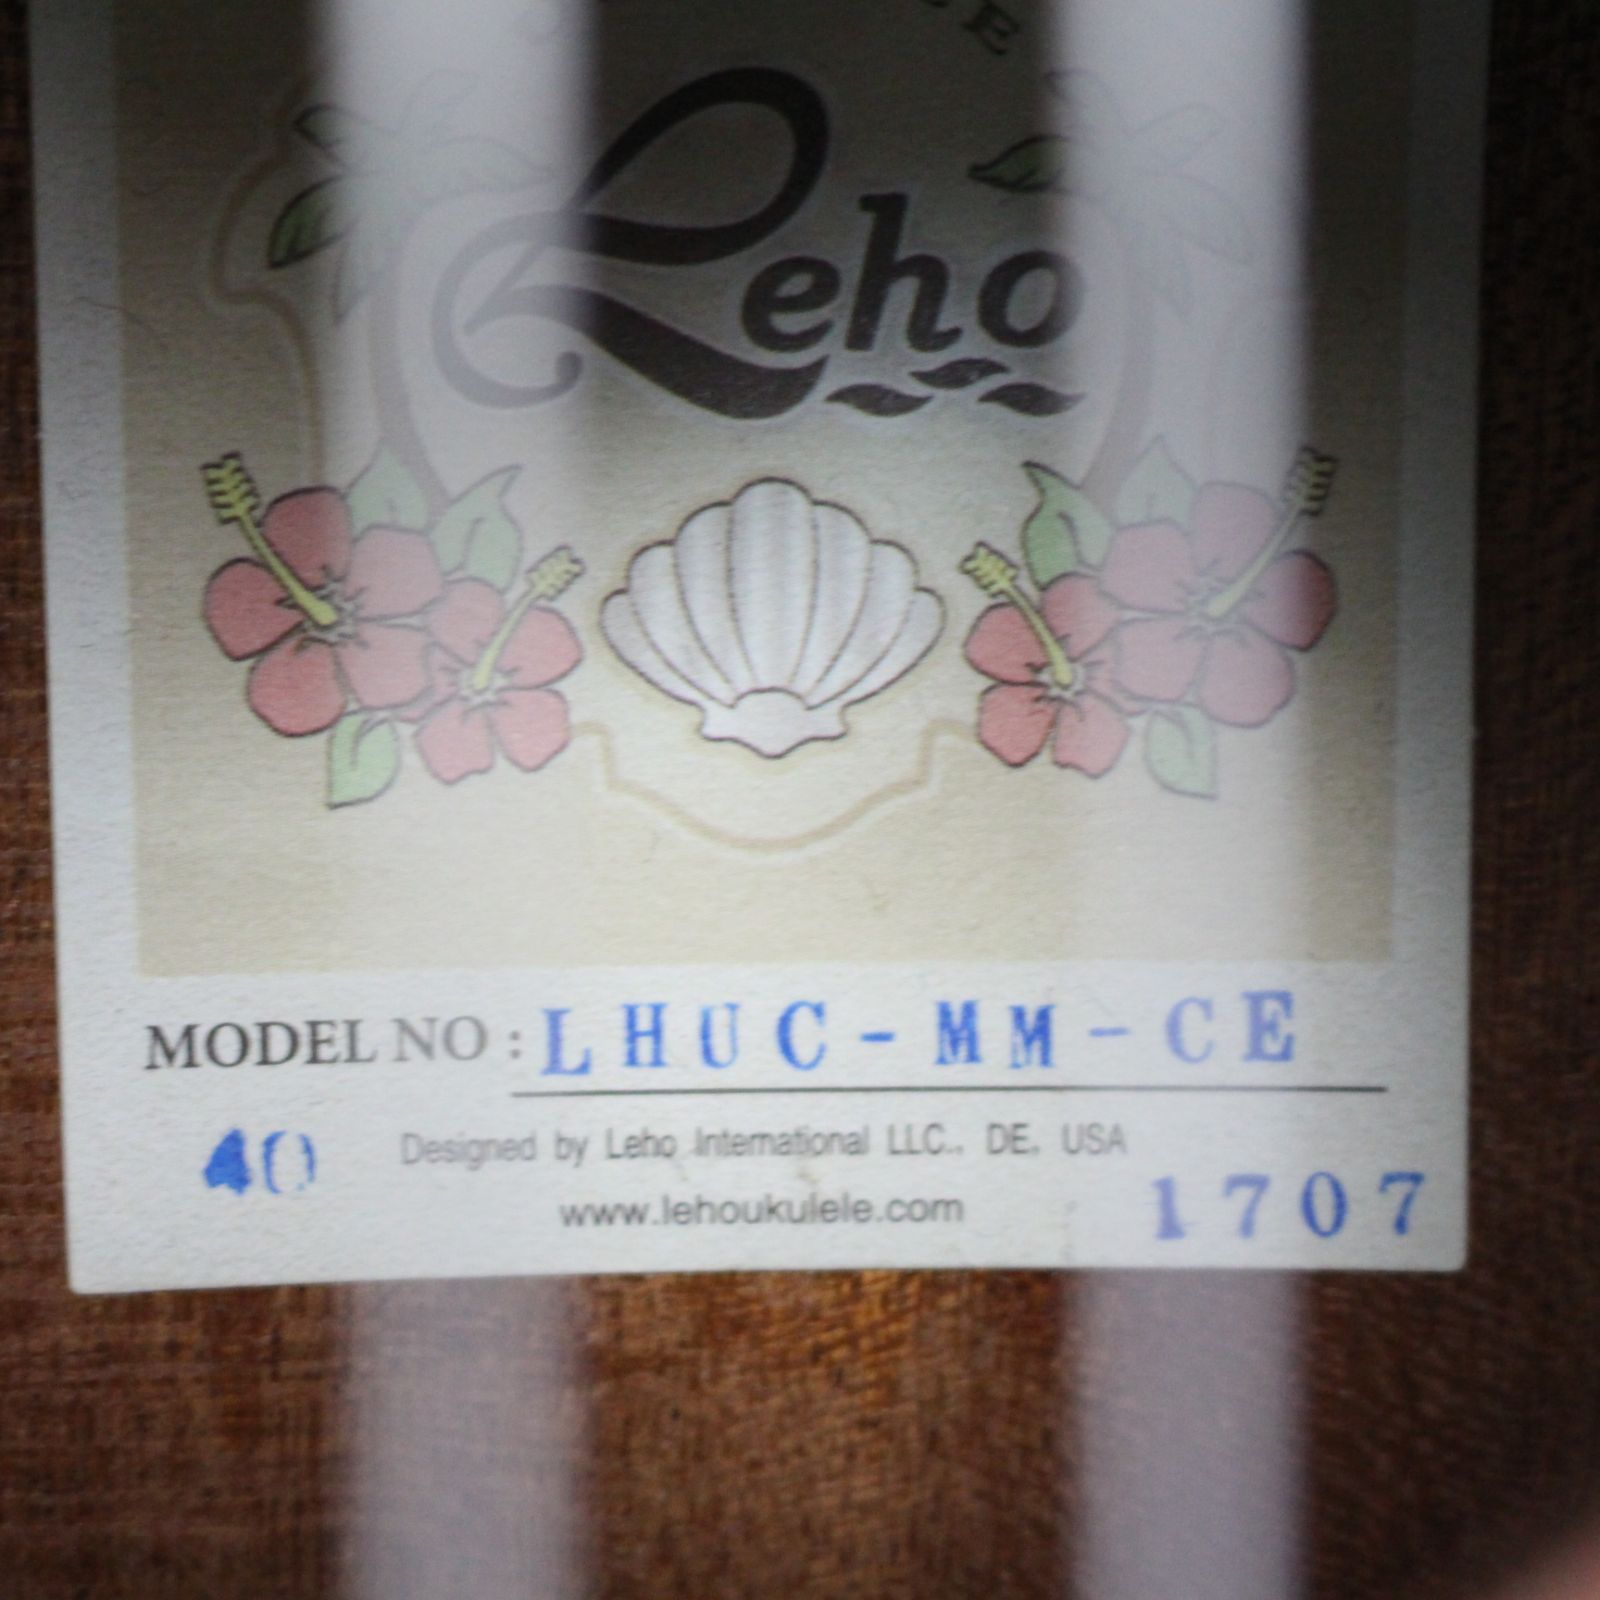 Leho
MODEL NO : LHUC-MM-CE
40
Designed by Leho International LLC., DE, USA
www.lehoukulele.com
1707